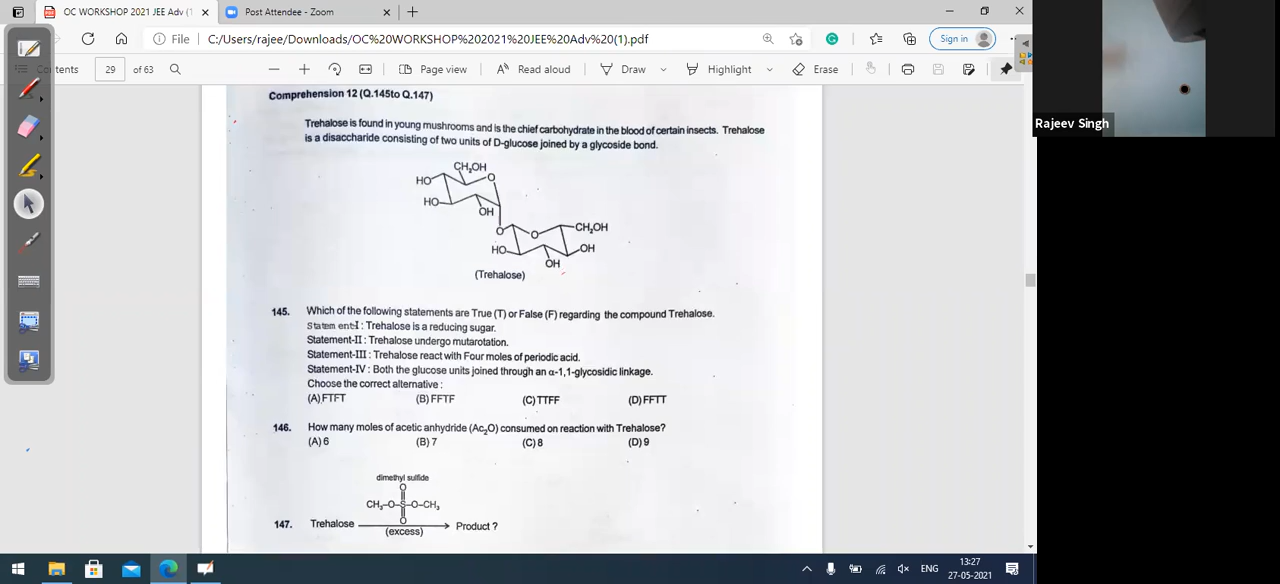 OC WORKSHOP 2021 JEE Adv (1
Post Attendee - Zoom
File
C:/Users/rajee/Downloads/OC%20WORKSHOP%202021%20JEE%20Adv%20(1).pdf
Sign in
Contents
29 of 63
Page view
Read aloud
Draw
Highlight
Erase
Rajeev Singh
Comprehension 12 (Q.145to Q.147)
Trehalose is found in young mushrooms and is the chief carbohydrate in the blood of certain insects. Trehalose
is a disaccharide consisting of two units of D-glucose joined by a glycoside bond.
CH₂OH
HO
O
HO
OH
O
O
CH₂OH
HO
OH
OH
(Trehalose)
145. Which of the following statements are True (T) or False (F) regarding the compound Trehalose.
Statement-I : Trehalose is a reducing sugar.
Statement-II : Trehalose undergo mutarotation.
Statement-III : Trehalose react with Four moles of periodic acid.
Statement-IV : Both the glucose units joined through an α-1,1-glycosidic linkage.
Choose the correct alternative :
(A) FTFT (B) FFTF (C) TTFF (D) FFTT
146. How many moles of acetic anhydride (Ac₂O) consumed on reaction with Trehalose?
(A) 6 (B) 7 (C) 8 (D) 9
dimethyl sulfide
O
CH₃-O-S-O-CH₃
O
147. Trehalose (excess) Product ?
ENG
13:27
27-05-2021